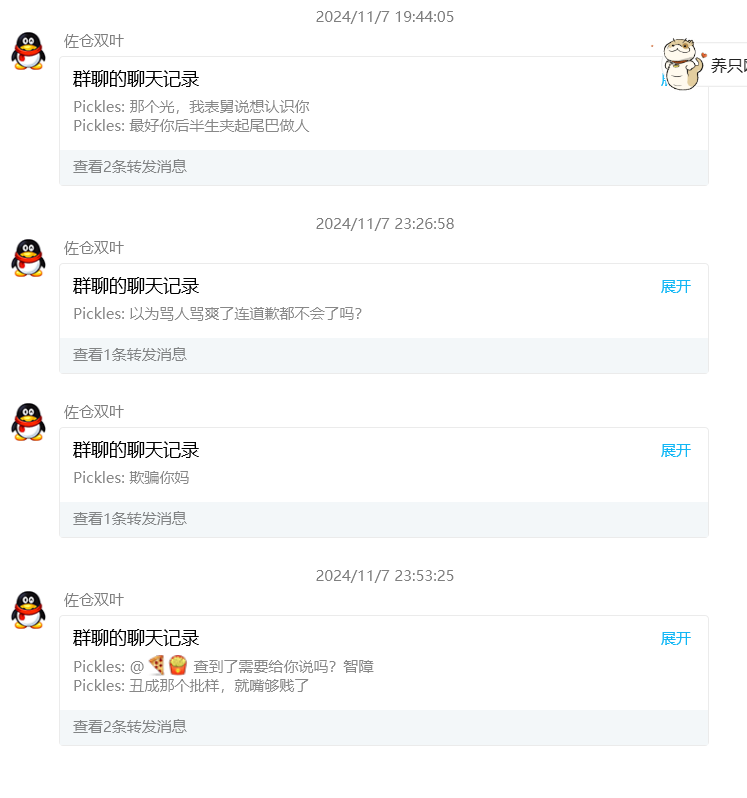 2024/11/7 19:44:05
佐仓双叶
群聊的聊天记录
养只
Pickles: 那个光，我表舅说想认识你
Pickles: 最好你后半生夹起尾巴做人
查看2条转发消息
2024/11/7 23:26:58
佐仓双叶
群聊的聊天记录 展开
Pickles: 以为骂人骂爽了连道歉都不会了吗?
查看1条转发消息
佐仓双叶
群聊的聊天记录 展开
Pickles: 欺骗你妈
查看1条转发消息
2024/11/7 23:53:25
佐仓双叶
群聊的聊天记录 展开
Pickles: @🍕🍟 查到了需要给你说吗？智障
Pickles: 丑成那个批样，就嘴够贱了
查看2条转发消息